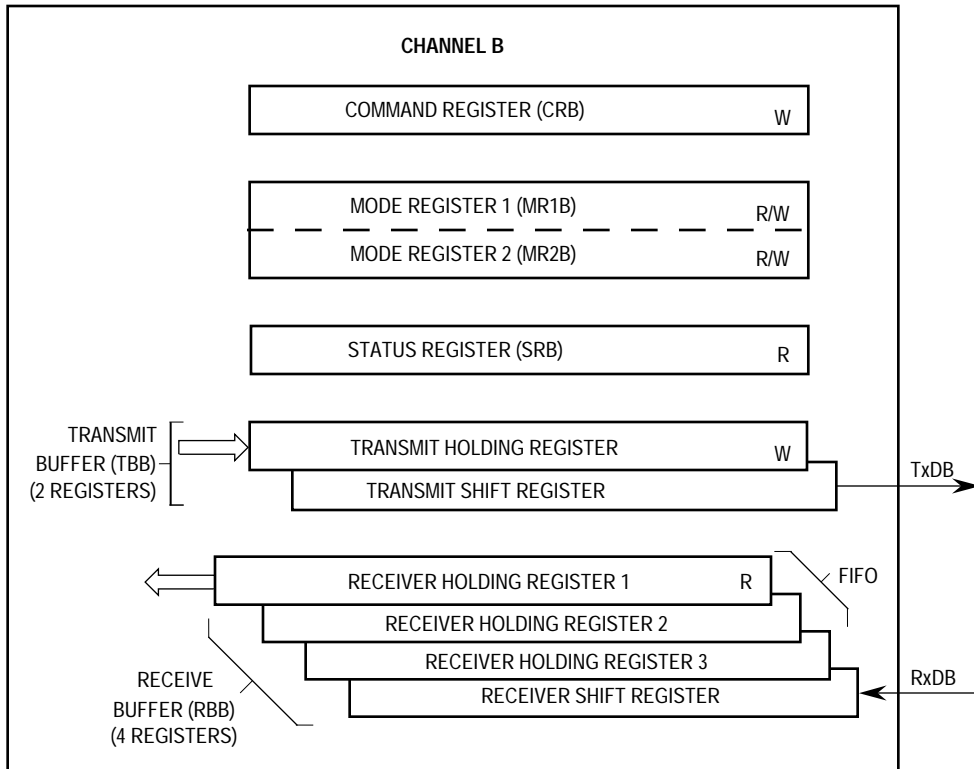 CHANNEL B
COMMAND REGISTER (CRB)
W
MODE REGISTER 1 (MR1B)
R/W
MODE REGISTER 2 (MR2B)
R/W
STATUS REGISTER (SRB)
R
TRANSMIT
BUFFER (TBB)
(2 REGISTERS)
TRANSMIT HOLDING REGISTER
W
TRANSMIT SHIFT REGISTER
TxDB
RECEIVER HOLDING REGISTER 1
R
FIFO
RECEIVER HOLDING REGISTER 2
RECEIVER HOLDING REGISTER 3
RECEIVER SHIFT REGISTER
RxDB
RECEIVE
BUFFER (RBB)
(4 REGISTERS)